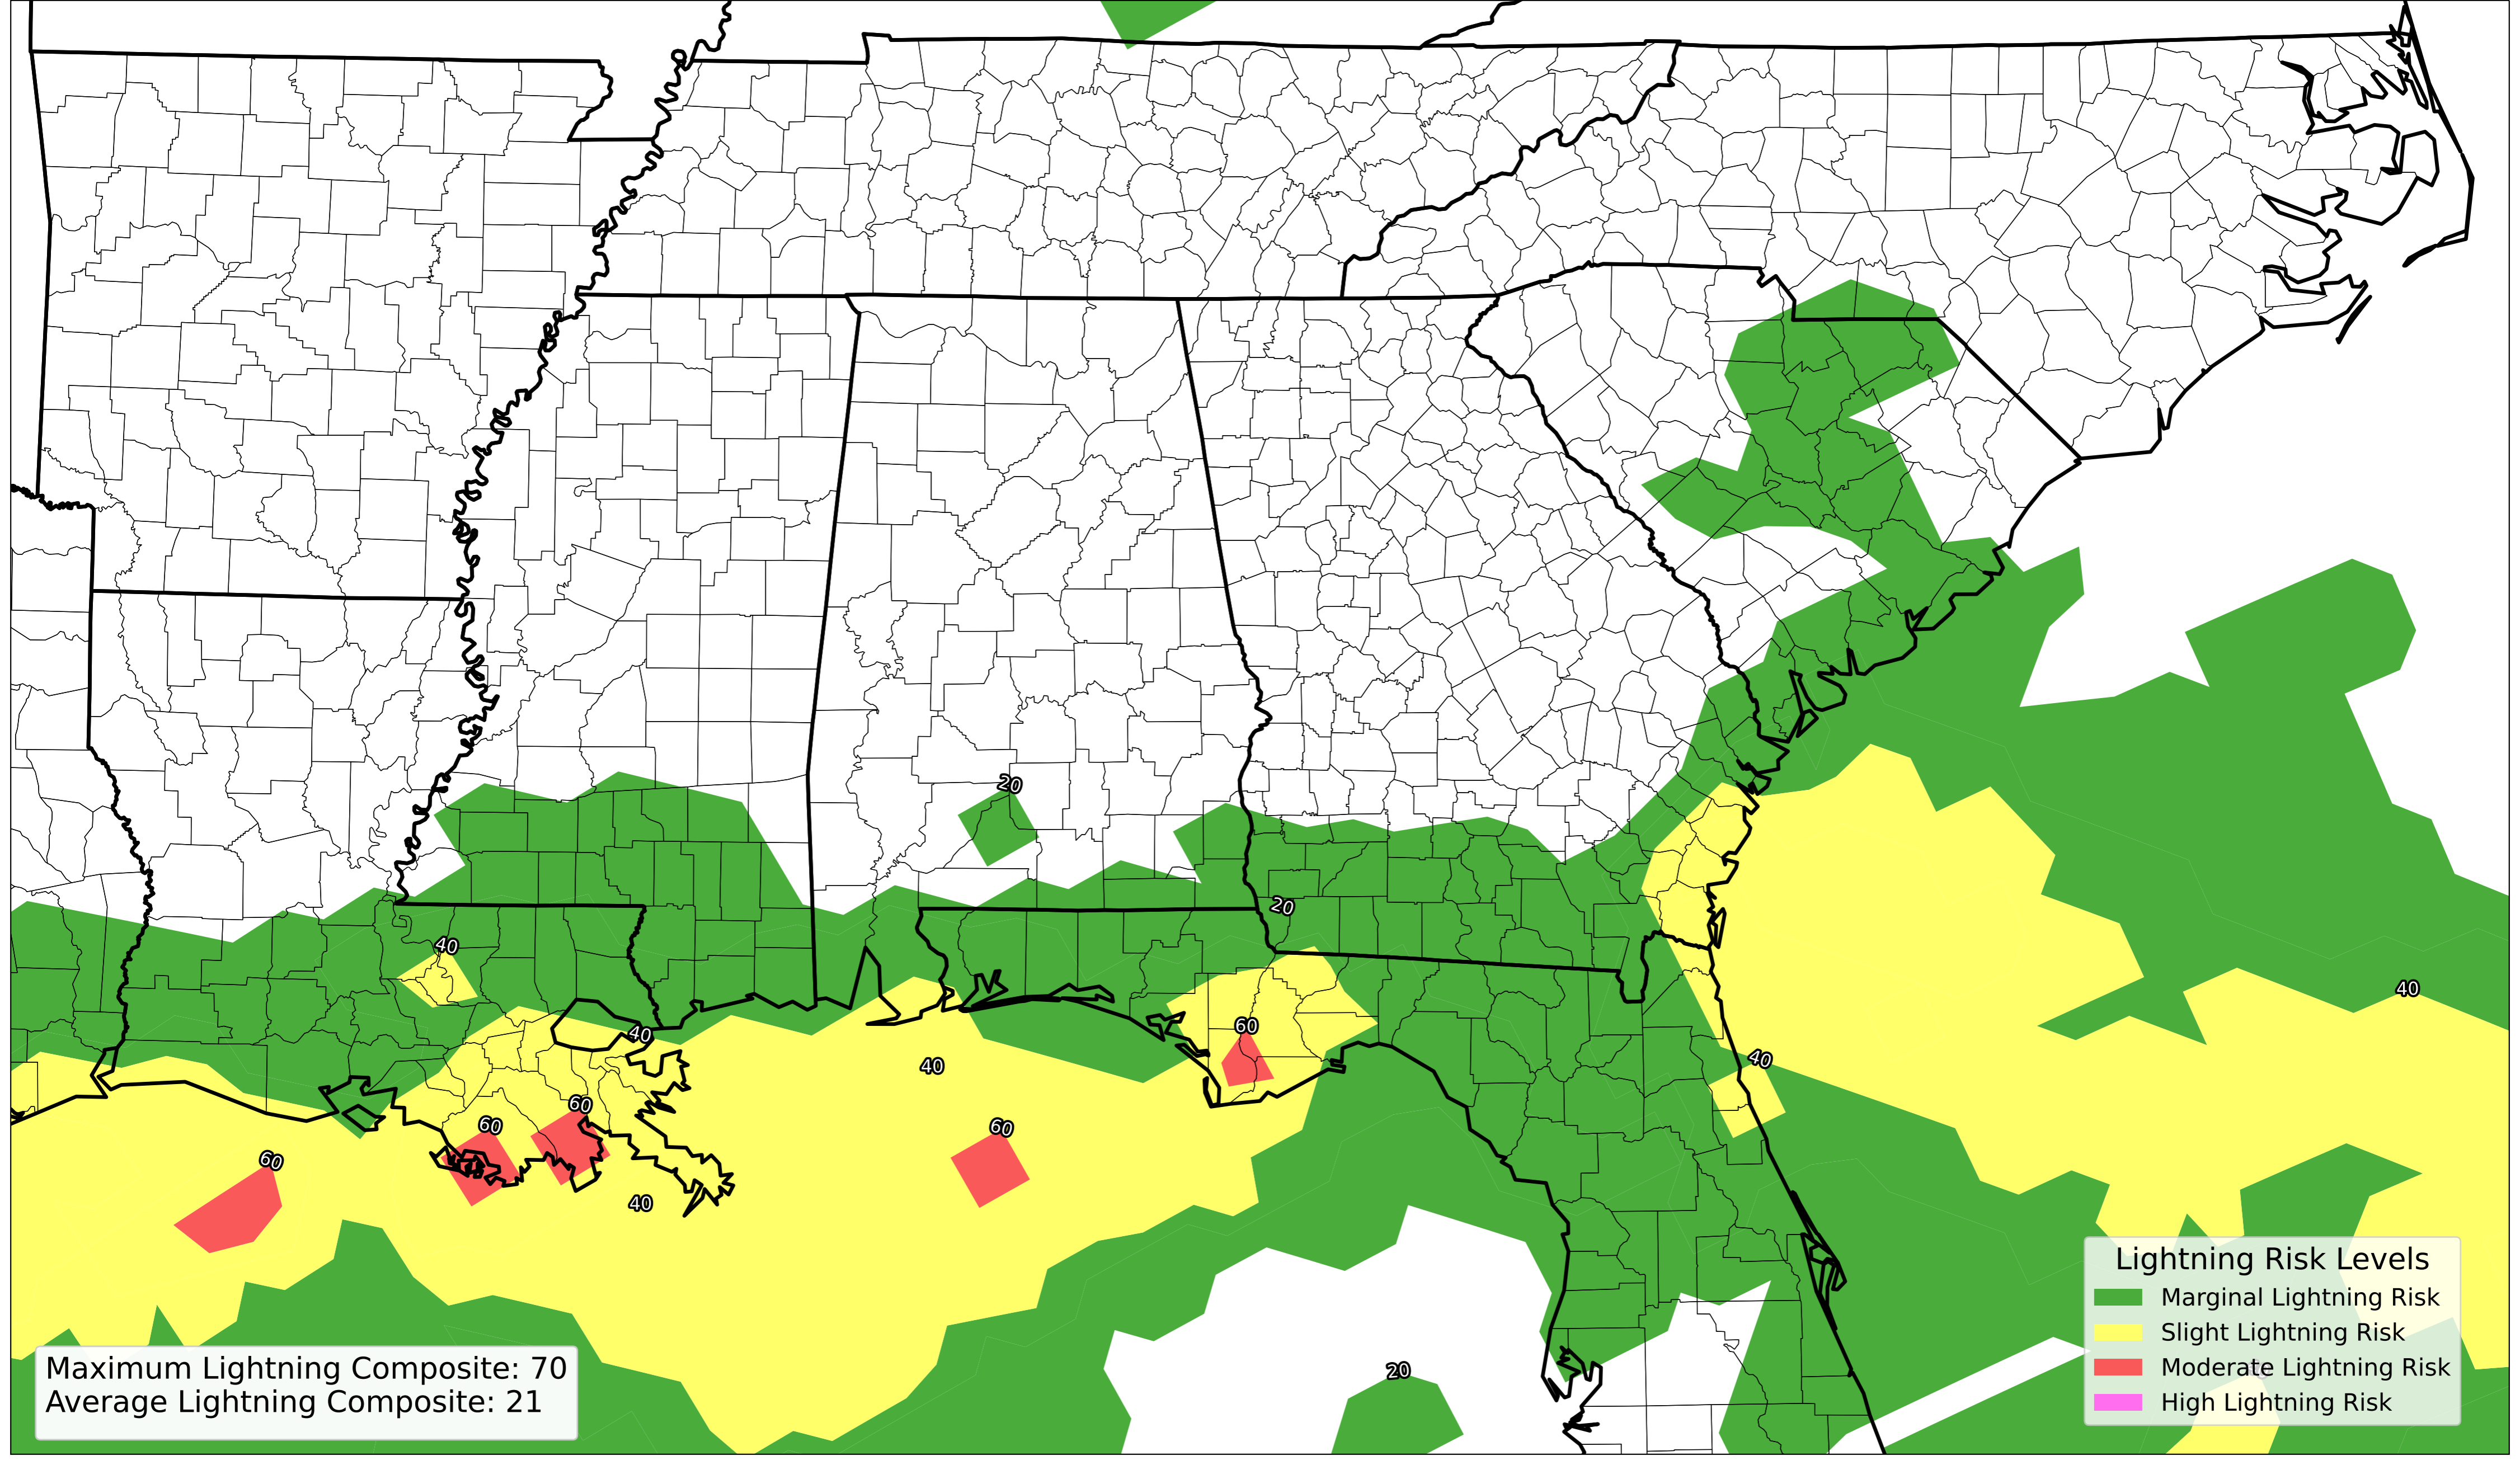 20
20
40
40
40
60
40
40
60
60
60
60
40
20
Lightning Risk Levels
Marginal Lightning Risk
Slight Lightning Risk
Moderate Lightning Risk
High Lightning Risk
Maximum Lightning Composite: 70
Average Lightning Composite: 21